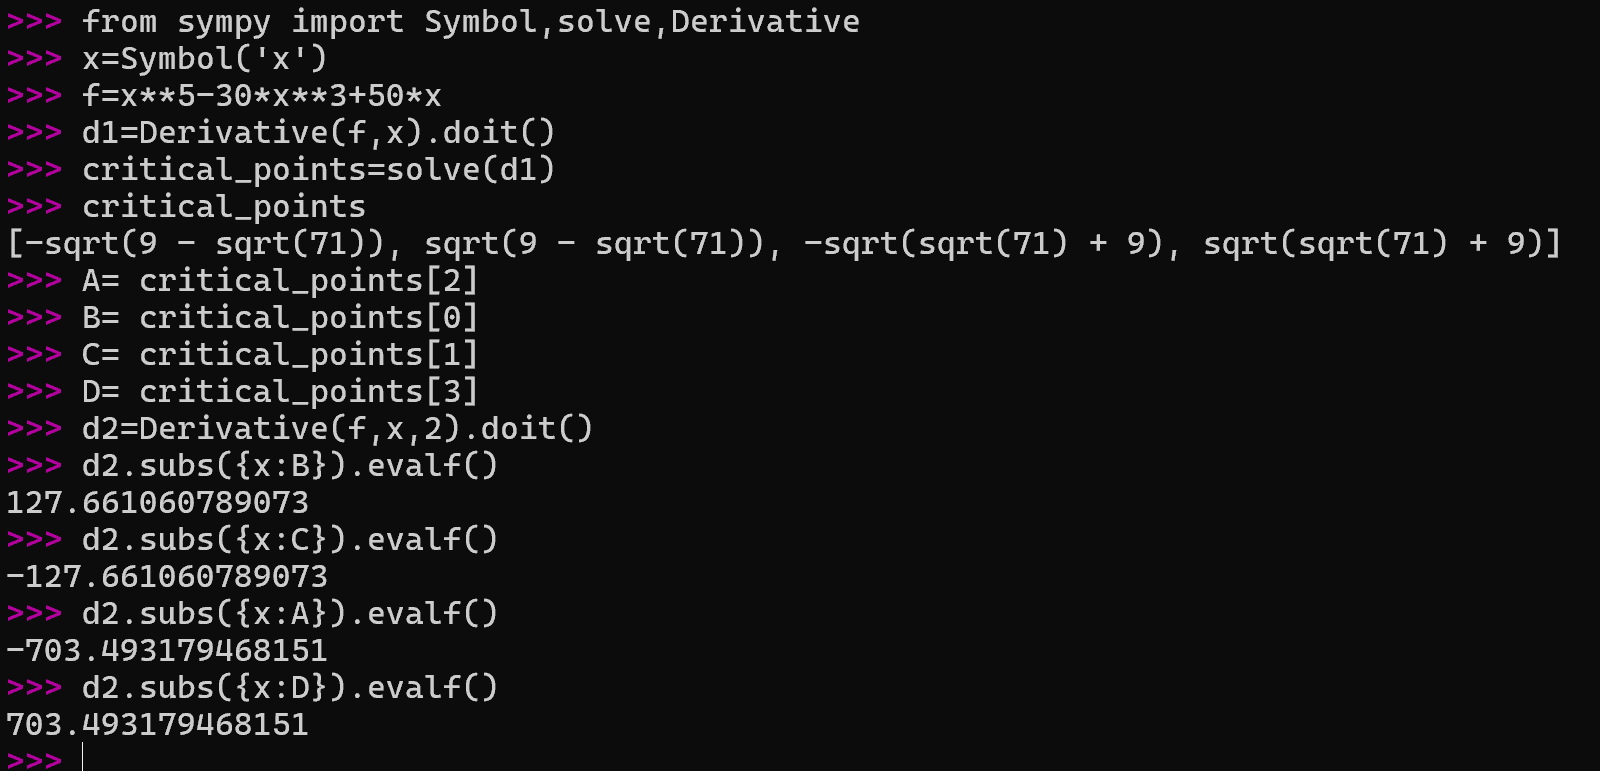 >>> from sympy import Symbol,solve,Derivative
>>> x=Symbol('x')
>>> f=x**5-30*x**3+50*x
>>> d1=Derivative(f,x).doit()
>>> critical_points=solve(d1)
>>> critical_points
[-sqrt(9 - sqrt(71)), sqrt(9 - sqrt(71)), -sqrt(sqrt(71) + 9), sqrt(sqrt(71) + 9)]
>>> A= critical_points[2]
>>> B= critical_points[0]
>>> C= critical_points[1]
>>> D= critical_points[3]
>>> d2=Derivative(f,x,2).doit()
>>> d2.subs({x:B}).evalf()
127.661060789073
>>> d2.subs({x:C}).evalf()
-127.661060789073
>>> d2.subs({x:A}).evalf()
-703.493179468151
>>> d2.subs({x:D}).evalf()
703.493179468151
>>>